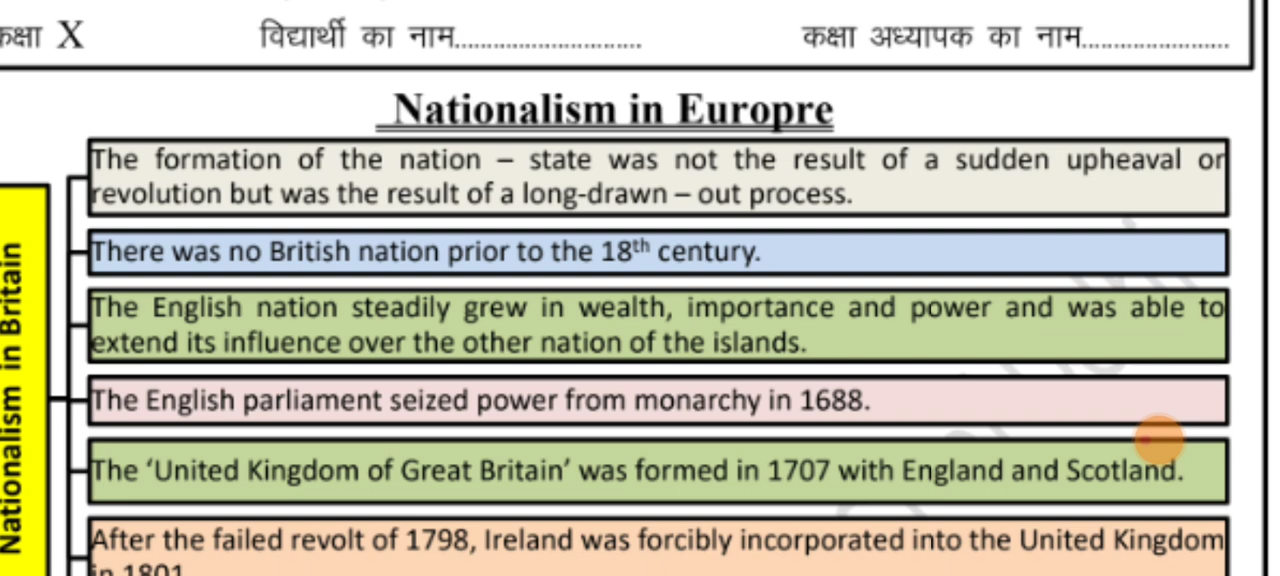 कक्षा X विद्यार्थी का नाम............................ कक्षा अध्यापक का नाम......................
Nationalism in Europre
The formation of the nation – state was not the result of a sudden upheaval or
revolution but was the result of a long-drawn – out process.
There was no British nation prior to the 18th century.
The English nation steadily grew in wealth, importance and power and was able to
extend its influence over the other nation of the islands.
The English parliament seized power from monarchy in 1688.
The ‘United Kingdom of Great Britain’ was formed in 1707 with England and Scotland.
After the failed revolt of 1798, Ireland was forcibly incorporated into the United Kingdom
in 1801
Nationalism in Britain